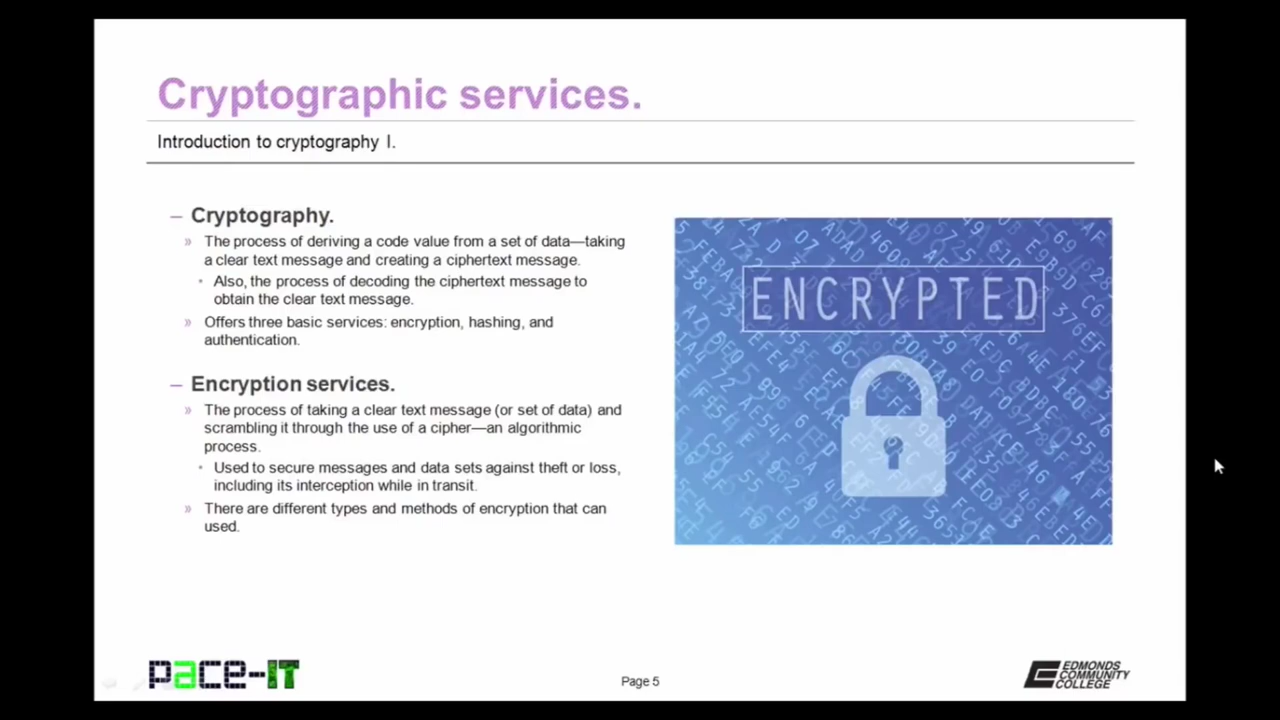 Cryptographic services.
Introduction to cryptography I.
– Cryptography.
» The process of deriving a code value from a set of data—taking
a clear text message and creating a ciphertext message.
• Also, the process of decoding the ciphertext message to
obtain the clear text message.
» Offers three basic services: encryption, hashing, and
authentication.
– Encryption services.
» The process of taking a clear text message (or set of data) and
scrambling it through the use of a cipher—an algorithmic
process.
• Used to secure messages and data sets against theft or loss,
including its interception while in transit.
» There are different types and methods of encryption that can
used.
ENCRYPTED
pace-IT
Page 5
EDMONDS
COMMUNITY
COLLEGE